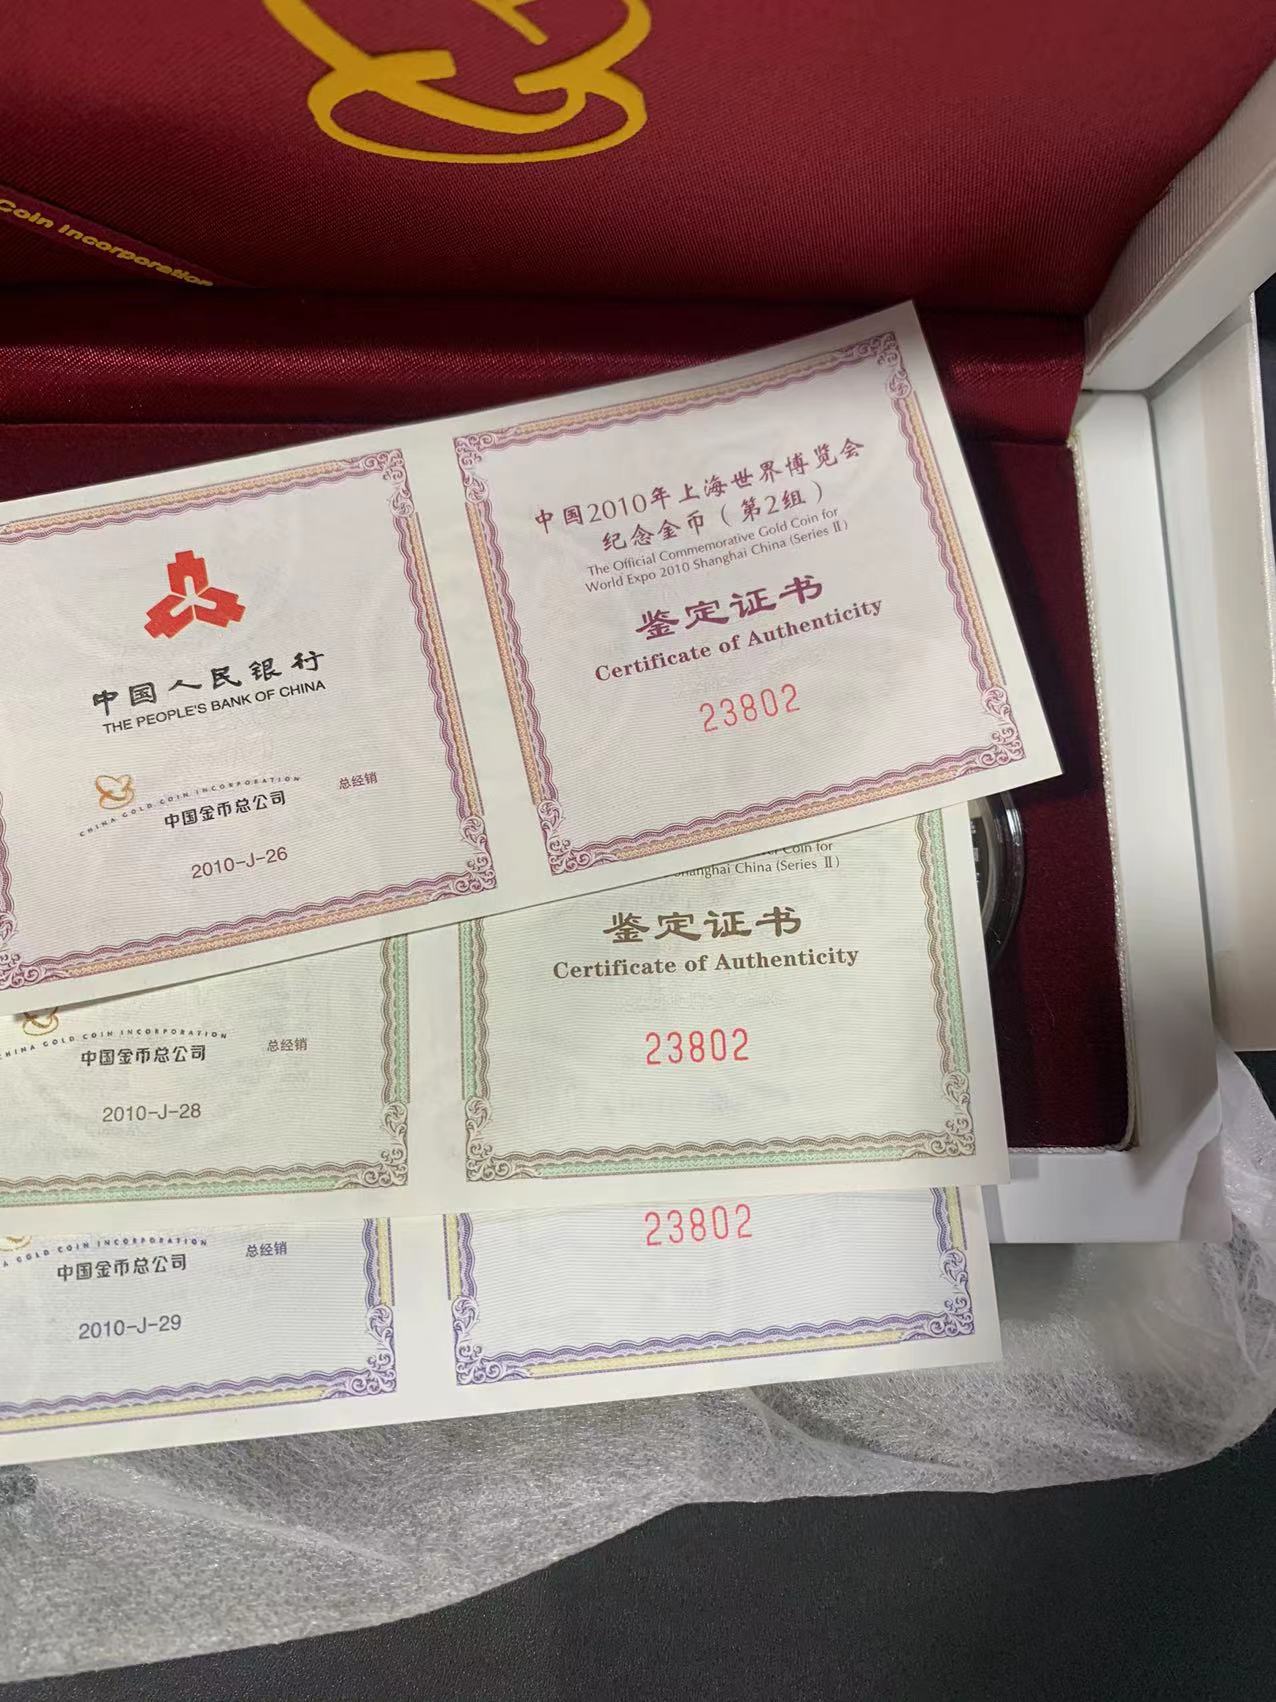 Coin Incorporation
中国人民银行
THE PEOPLE'S BANK OF CHINA
CHINA GOLD COIN INCORPORATION
中国金币总公司
总经销
2010-J-26
中国2010年上海世界博览会
纪念金币（第2组）
The Official Commemorative Gold Coin for
World Expo 2010 Shanghai China (Series Ⅱ)
鉴定证书
Certificate of Authenticity
23802
CHINA GOLD COIN INCORPORATION
中国金币总公司
总经销
2010-J-28
Coin for
Shanghai China (Series Ⅱ)
鉴定证书
Certificate of Authenticity
23802
GOLD COIN INCORPORATION
中国金币总公司
总经销
2010-J-29
23802